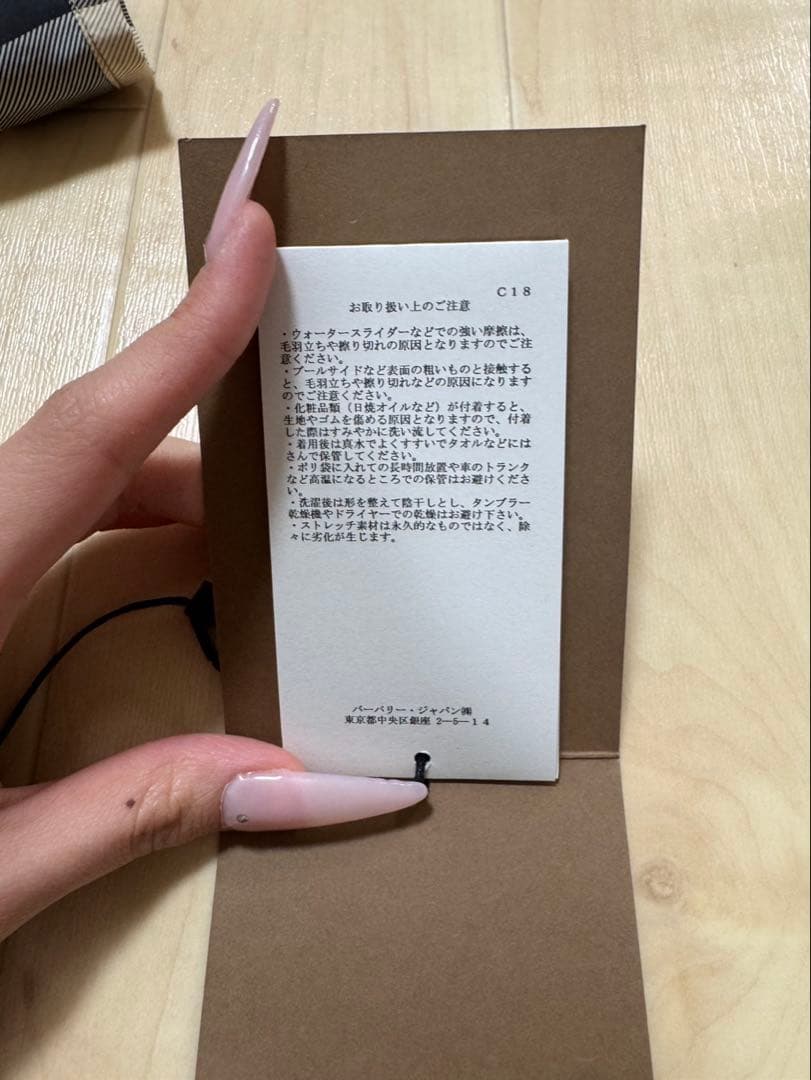 C18
お取り扱い上のご注意
・ウォータースライダーなどでの強い摩擦は、
毛羽立ちや擦り切れの原因となりますのでご注
意ください。
・プールサイドなど表面の粗いものと接触する
と、毛羽立ちや擦り切れなどの原因になります
のでご注意ください。
・化粧品類（日焼オイルなど）が付着すると、
生地やゴムを傷める原因となりますので、付着
した際はすみやかに洗い流してください。
・着用後は真水でよくすすいでタオルなどには
さんで保管してください。
・ポリ袋に入れての長時間放置や車のトランク
など高温になるところでの保管はお避けくださ
い。
・洗濯後は形を整えて陰干しとし、タンブラー
乾燥機やドライヤーでの乾燥はお避け下さい。
・ストレッチ素材は永久的なものではなく、除
々に劣化が生じます。
バーバリー・ジャパン㈱
東京都中央区銀座 2―5―14